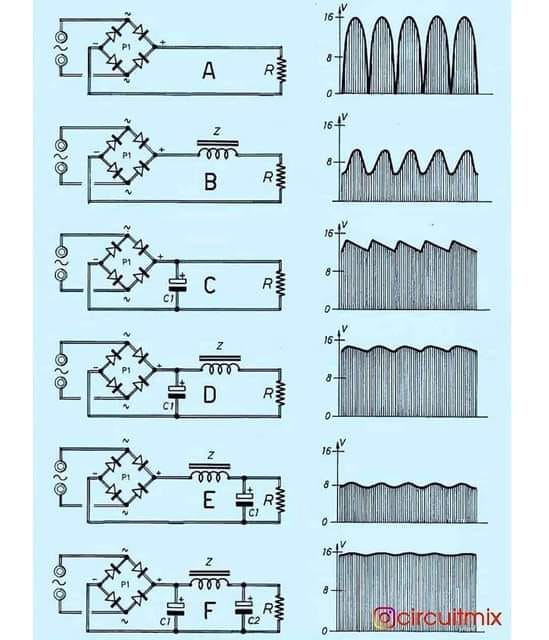 ~
P1
- +
~
A
R
V
16
8
0
~
P1
- +
~
Z
B
R
V
16
8
~
P1
- +
~
C1
+
C
R
V
16
8
0
~
P1
- +
~
C1
+
Z
D
R
V
16
8
0
~
P1
- +
~
Z
E
+
C1
R
V
16
8
0
~
P1
- +
~
C1
+
Z
F
+
C2
R
V
16
8
0
circuitmix